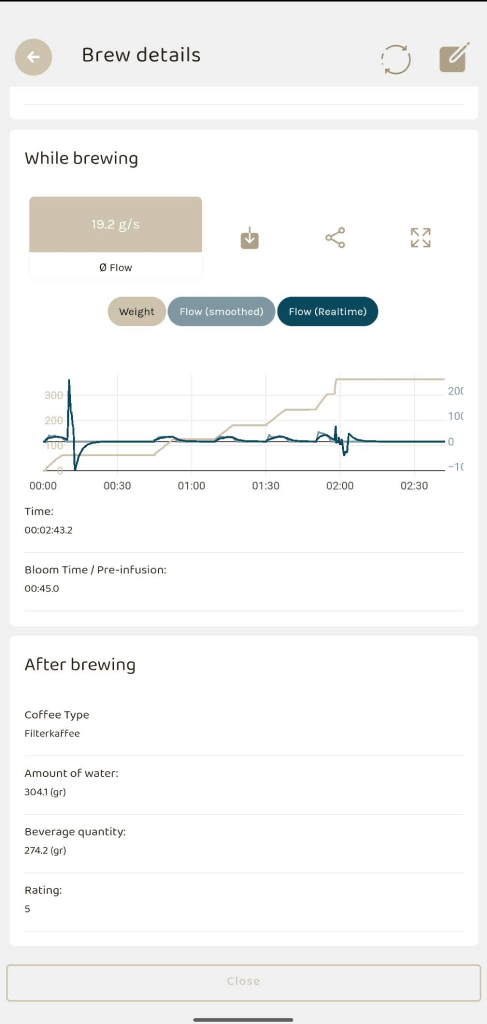 Brew details
While brewing
19.2 g/s
Ø Flow
Weight Flow (smoothed) Flow (Realtime)
300
200
100
0
200
100
0
00:00 00:30 01:00 01:30 02:00 02:30
Time:
00:02:43.2
Bloom Time / Pre-infusion:
00:45.0
After brewing
Coffee Type
Filterkaffee
Amount of water:
304.1 (gr)
Beverage quantity:
274.2 (gr)
Rating:
5
Close